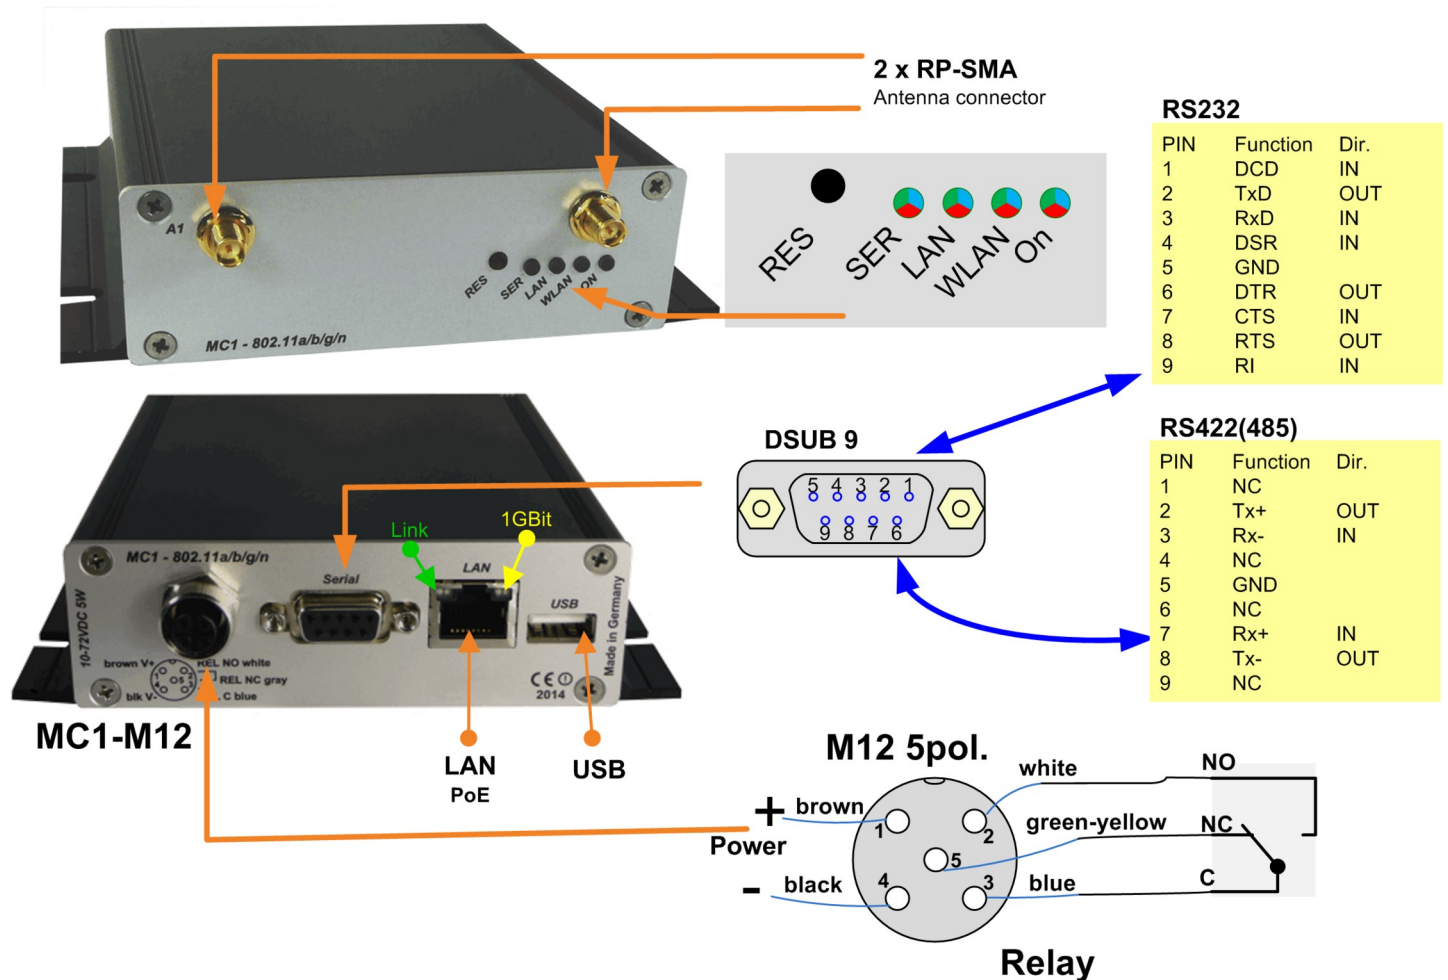 2 x RP-SMA
Antenna connector
A1
RES
SER
LAN
WLAN
ON
MC1 - 802.11a/b/g/n
RES
SER
LAN
WLAN
On
RS232
PIN Function Dir.
1 DCD IN
2 TxD OUT
3 RxD IN
4 DSR IN
5 GND
6 DTR OUT
7 CTS IN
8 RTS OUT
9 RI IN
DSUB 9
5 4 3 2 1
9 8 7 6
RS422(485)
PIN Function Dir.
1 NC
2 Tx+ OUT
3 Rx- IN
4 NC
5 GND
6 NC
7 Rx+ IN
8 Tx- OUT
9 NC
Link
1GBit
MC1 - 802.11a/b/g/n
Serial
LAN
USB
10-72VDC 5W
Made in Germany
brown V+
REL NO white
REL NC gray
blk V-
C blue
1 2
5
4 3
CE
2014
MC1-M12
LAN
PoE
USB
M12 5pol.
+ brown
Power
- black
1
2
5
4
3
white
green-yellow
blue
NO
NC
C
Relay